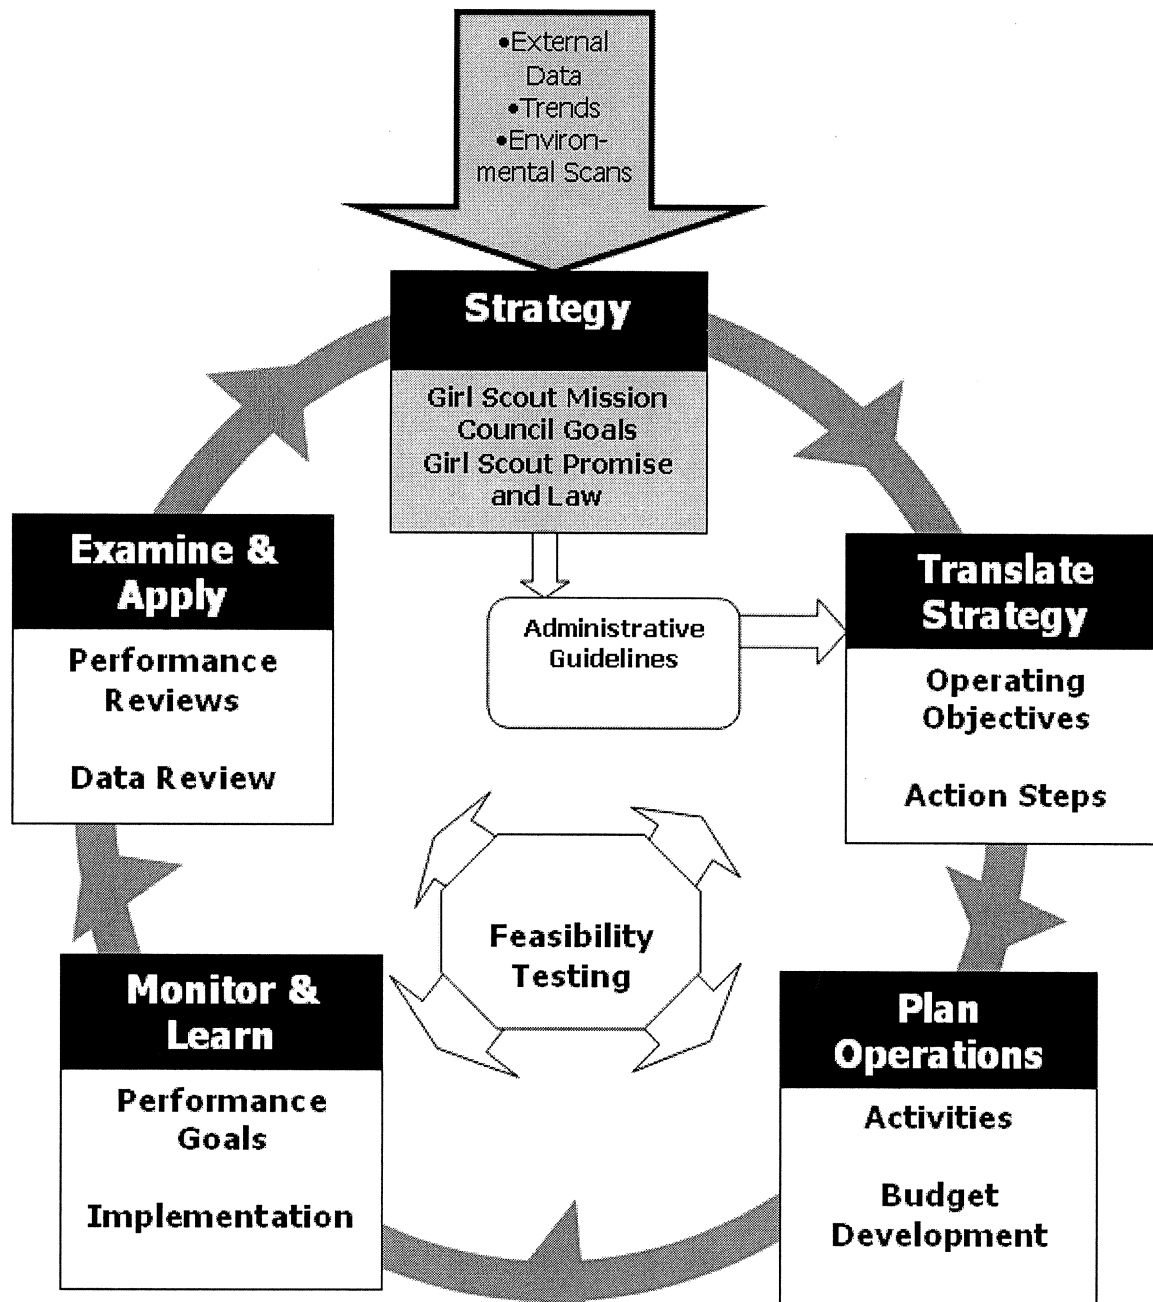 •External
Data
•Trends
•Environ-
mental Scans
Strategy
Girl Scout Mission
Council Goals
Girl Scout Promise
and Law
Examine &
Apply
Performance
Reviews
Data Review
Administrative
Guidelines
Translate
Strategy
Operating
Objectives
Action Steps
Feasibility
Testing
Monitor &
Learn
Performance
Goals
Implementation
Plan
Operations
Activities
Budget
Development